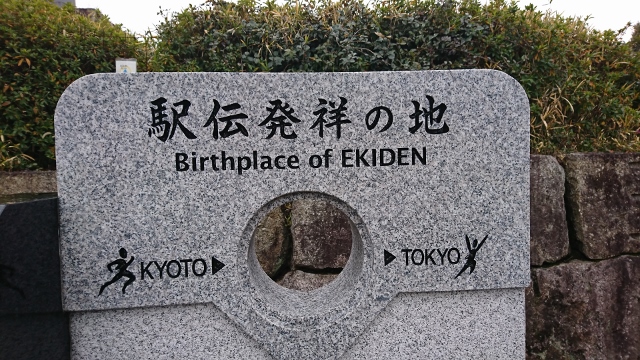 駅伝発祥の地
Birthplace of EKIDEN
KYOTO▶ ▶TOKYO